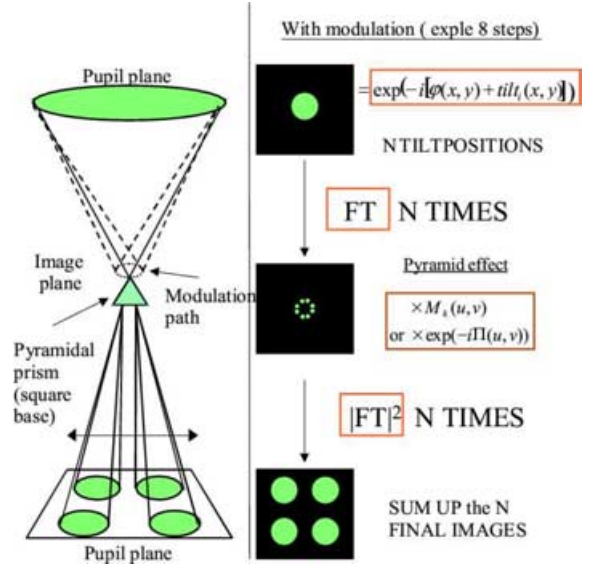 With modulation ( exple 8 steps)
Pupil plane
= exp(-i[φ(x, y) + tilt_i(x, y)])
N TILTPOSITIONS
FT N TIMES
Image
plane
Modulation
path
Pyramidal
prism
(square
base)
Pyramid effect
×M_k(u,v)
or ×exp(-iΠ(u,v))
|FT|² N TIMES
SUM UP the N
FINAL IMAGES
Pupil plane